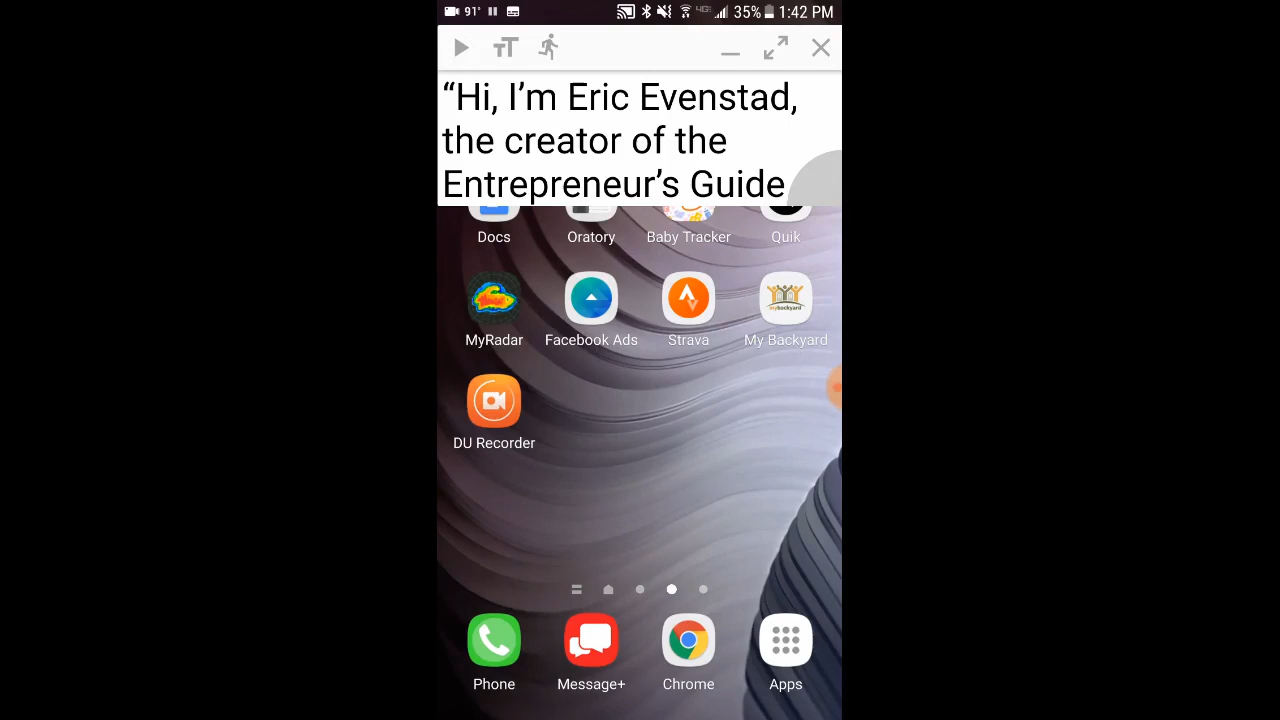 91°
35%
1:42 PM
“Hi, I’m Eric Evenstad,
the creator of the
Entrepreneur’s Guide
Docs
Oratory
Baby Tracker
Quik
MyRadar
Facebook Ads
Strava
My Backyard
DU Recorder
Phone
Message+
Chrome
Apps